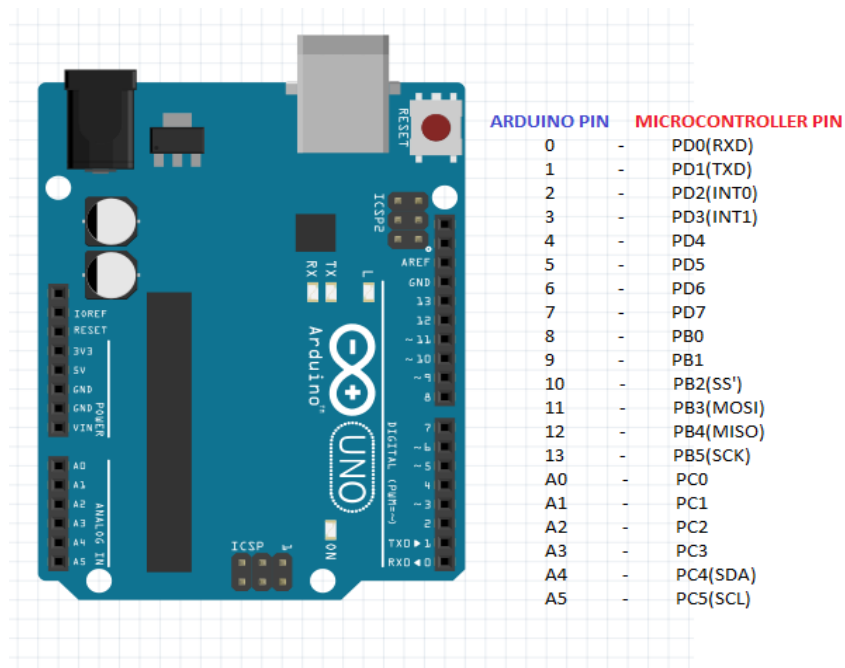 RESET
ICSP2
AREF
GND
RX
TX
L
13
12
~ 11
~ 10
~ 9
8
IOREF
RESET
3V3
5V
GND
GND
VIN
POWER
Arduino™
UNO
7
~ 6
~ 5
4
~ 3
2
TXD ▶ 1
RXD ◀ 0
DIGITAL (PWM=~)
A0
A1
A2
A3
A4
A5
ANALOG IN
ICSP
1
ON
ARDUINO PIN MICROCONTROLLER PIN
0 - PD0(RXD)
1 - PD1(TXD)
2 - PD2(INT0)
3 - PD3(INT1)
4 - PD4
5 - PD5
6 - PD6
7 - PD7
8 - PB0
9 - PB1
10 - PB2(SS')
11 - PB3(MOSI)
12 - PB4(MISO)
13 - PB5(SCK)
A0 - PC0
A1 - PC1
A2 - PC2
A3 - PC3
A4 - PC4(SDA)
A5 - PC5(SCL)